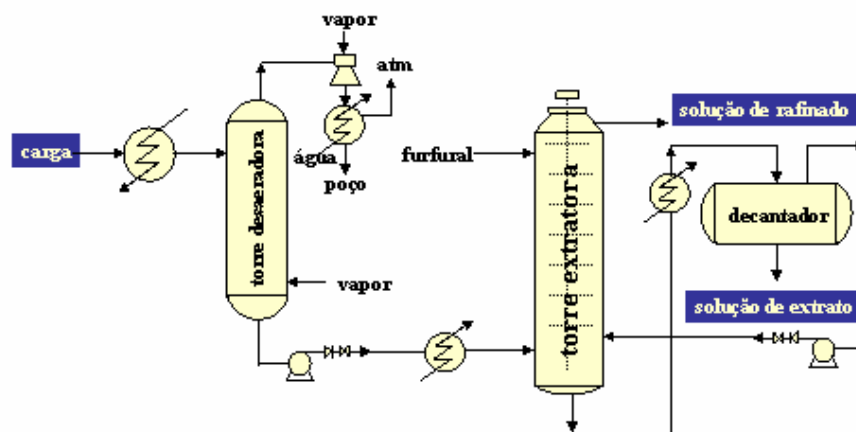 vapor
atm
carga
torre desaeradora
água
poço
vapor
furfural
torre extratora
solução de rafinado
decantador
solução de extrato